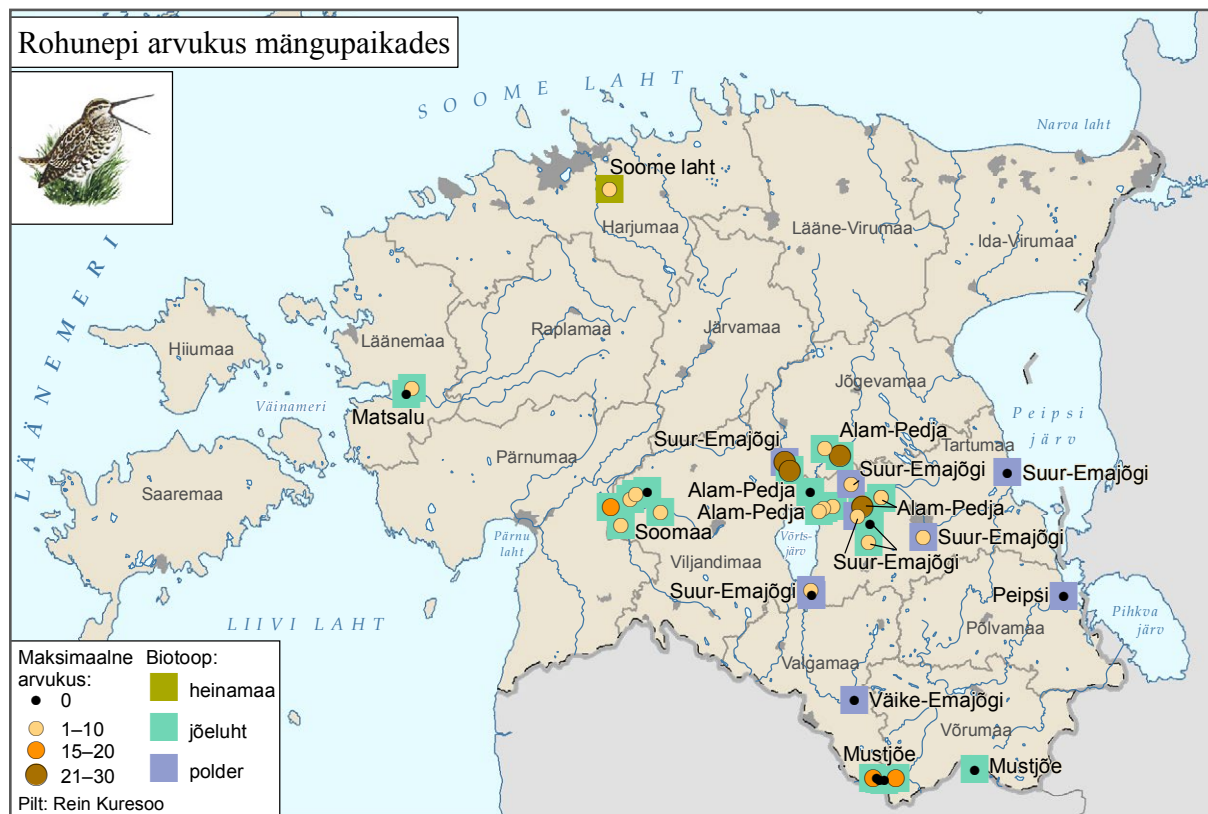 Rohunepi arvukus mängupaikades
SOOME LAHT
Narva laht
Soome laht
Harjumaa
Lääne-Virumaa
Ida-Virumaa
LÄÄNEMERI
Hiiumaa
Läänemaa
Raplamaa
Järvamaa
Jõgevamaa
Peipsi
järv
Väinameri
Matsalu
Saaremaa
Pärnumaa
Suur-Emajõgi
Alam-Pedja
Tartumaa
Suur-Emajõgi
Suur-Emajõgi
Alam-Pedja
Alam-Pedja
Alam-Pedja
Soomaa
Pärnu
laht
Viljandimaa
Võrts-
järv
Suur-Emajõgi
Suur-Emajõgi
Suur-Emajõgi
Peipsi
Pihkva
järv
Põlvamaa
LIIVI LAHT
Valgamaa
Väike-Emajõgi
Võrumaa
Mustjõe
Mustjõe
Maksimaalne
arvukus:
0
1–10
15–20
21–30
Biotoop:
heinamaa
jõeluht
polder
Pilt: Rein Kuresoo